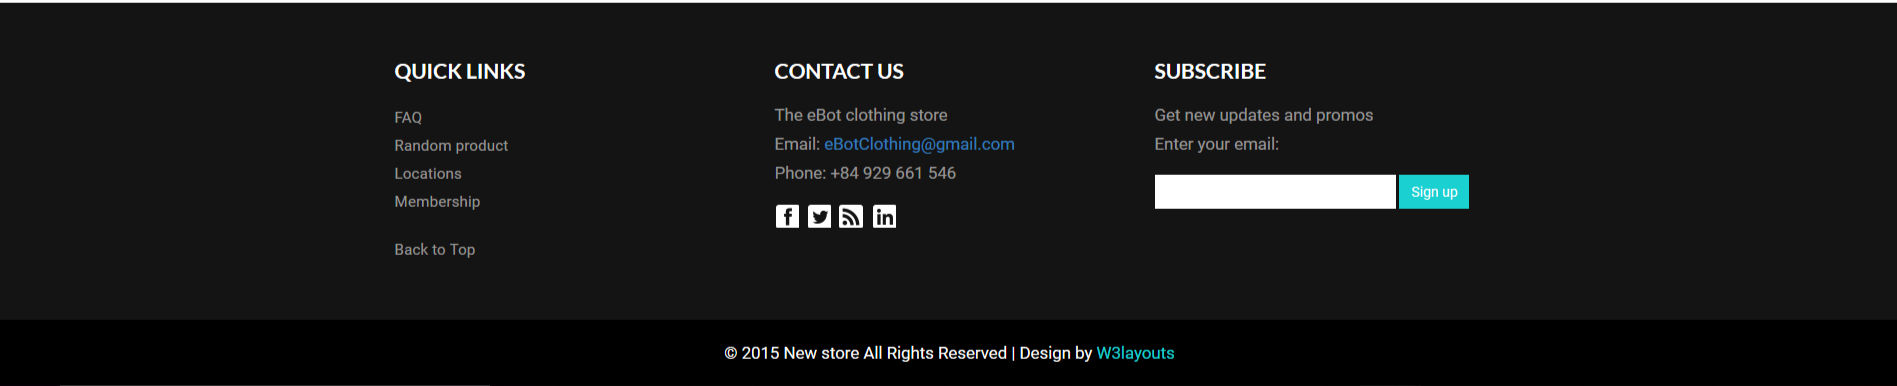 QUICK LINKS
FAQ
Random product
Locations
Membership
Back to Top
CONTACT US
The eBot clothing store
Email: eBotClothing@gmail.com
Phone: +84 929 661 546
SUBSCRIBE
Get new updates and promos
Enter your email:
Sign up
© 2015 New store All Rights Reserved | Design by W3layouts